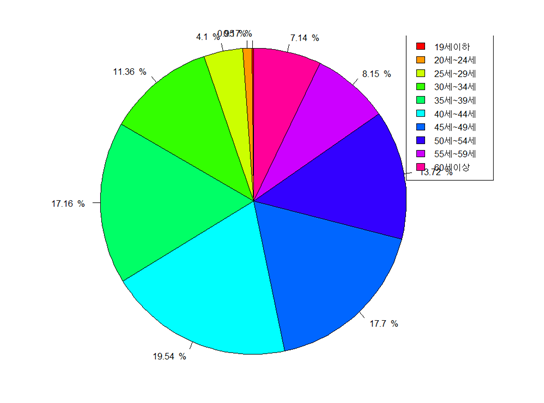 7.14 %
4.1 %
19세이하
20세~24세
25세~29세
30세~34세
35세~39세
40세~44세
45세~49세
50세~54세
55세~59세
60세이상
11.36 %
8.15 %
13.72 %
17.16 %
17.7 %
19.54 %